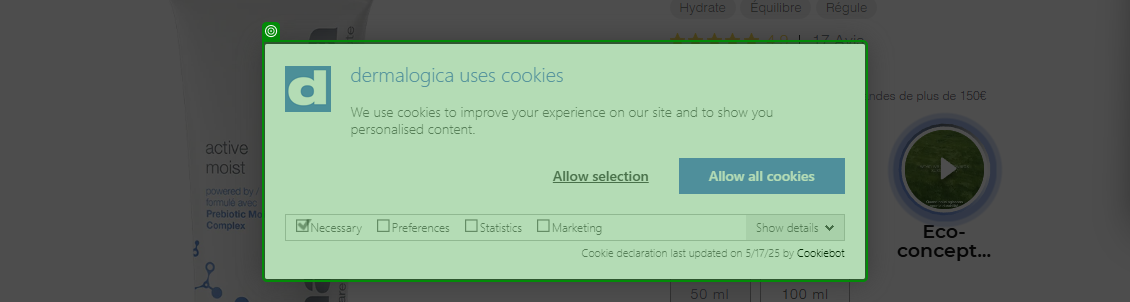 Hydrate Équilibre Régule
17 Avis
dermalogica uses cookies
d
We use cookies to improve your experience on our site and to show you
personalised content.
andes de plus de 150€
active
moist
powered by /
formulé avec
Prebiotic Mo
Complex
Allow selection
Allow all cookies
Necessary Preferences Statistics Marketing Show details
Cookie declaration last updated on 5/17/25 by Cookiebot
Eco-
concept...
50 ml 100 ml